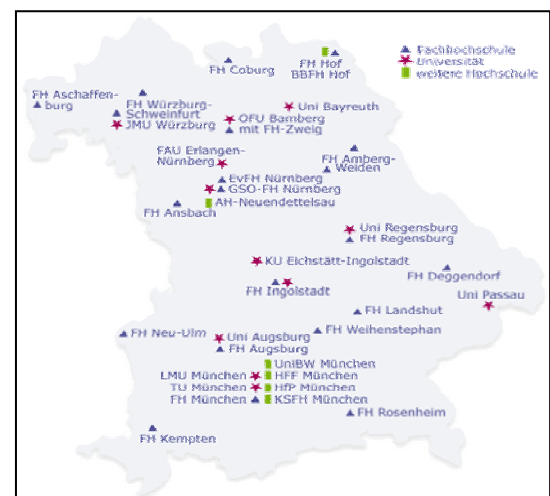 Fachhochschule
Universität
weitere Hochschule
FH Hof
BBFH Hof
FH Coburg
FH Aschaffen-
burg
FH Würzburg-
Schweinfurt
JMU Würzburg
Uni Bayreuth
OFU Bamberg
mit FH-Zweig
FAU Erlangen-
Nürnberg
FH Amberg-
Weiden
EvFH Nürnberg
GSO-FH Nürnberg
AH-Neuendettelsau
FH Ansbach
Uni Regensburg
FH Regensburg
KU Eichstätt-Ingolstadt
FH Deggendorf
FH Ingolstadt
Uni Passau
FH Landshut
FH Neu-Ulm
Uni Augsburg
FH Weihenstephan
FH Augsburg
UniBW München
LMU München
HFF München
TU München
HfP München
FH München
KSFH München
FH Rosenheim
FH Kempten